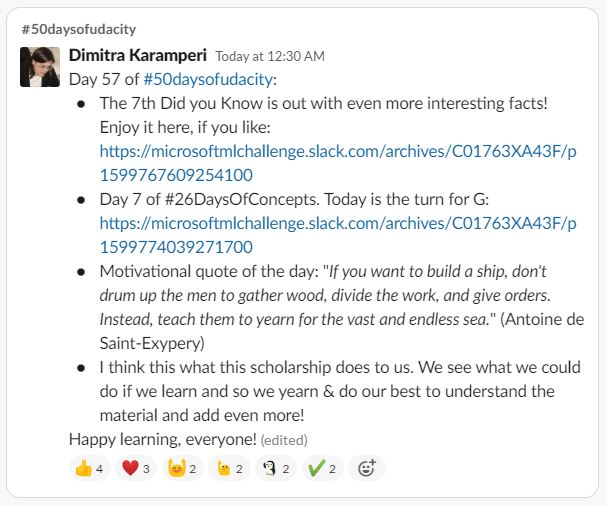 #50daysofudacity
Dimitra Karamperi Today at 12:30 AM
Day 57 of #50daysofudacity:
• The 7th Did you Know is out with even more interesting facts!
Enjoy it here, if you like:
https://microsoftmlchallenge.slack.com/archives/C01763XA43F/p
1599767609254100
• Day 7 of #26DaysOfConcepts. Today is the turn for G:
https://microsoftmlchallenge.slack.com/archives/C01763XA43F/p
1599774039271700
• Motivational quote of the day: "If you want to build a ship, don't
drum up the men to gather wood, divide the work, and give orders.
Instead, teach them to yearn for the vast and endless sea." (Antoine de
Saint-Exypery)
• I think this what this scholarship does to us. We see what we could
do if we learn and so we yearn & do our best to understand the
material and add even more!
Happy learning, everyone! (edited)
4 3 2 2 2 2